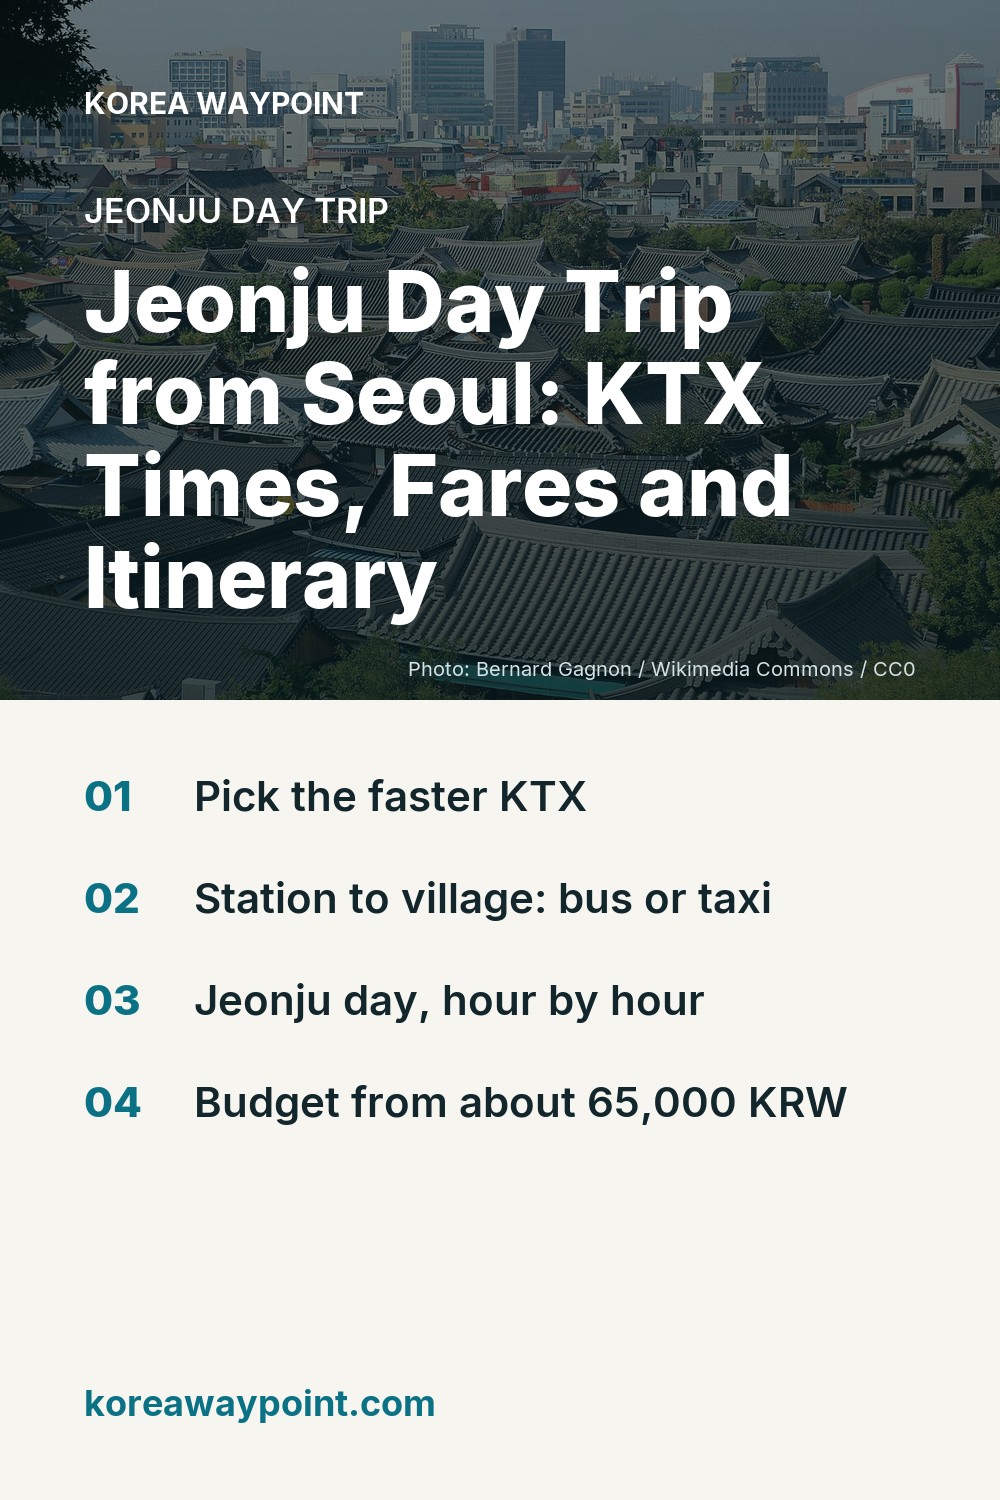 KOREA WAYPOINT
JEONJU DAY TRIP
Jeonju Day Trip
from Seoul: KTX
Times, Fares and
Itinerary
Photo: Bernard Gagnon / Wikimedia Commons / CC0
01 Pick the faster KTX
02 Station to village: bus or taxi
03 Jeonju day, hour by hour
04 Budget from about 65,000 KRW
koreawaypoint.com